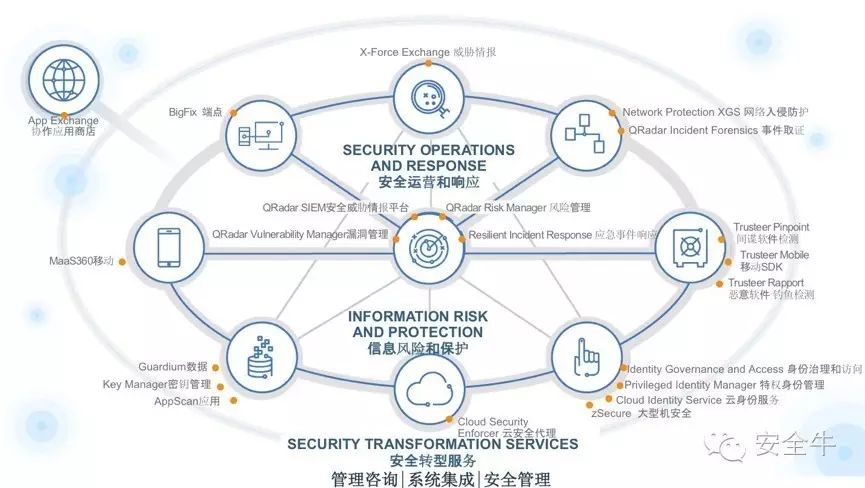 X-Force Exchange 威胁情报
App Exchange
协作应用商店
BigFix 端点
Network Protection XGS 网络入侵防护
QRadar Incident Forensics 事件取证
SECURITY OPERATIONS
AND RESPONSE
安全运营和响应
QRadar SIEM安全威胁情报平台
QRadar Risk Manager 风险管理
QRadar Vulnerability Manager漏洞管理
Resilient Incident Response 应急事件响应
Trusteer Pinpoint
间谍软件检测
Trusteer Mobile
移动SDK
Trusteer Rapport
恶意软件 钓鱼检测
MaaS360移动
INFORMATION RISK
AND PROTECTION
信息风险和保护
Guardium数据
Key Manager密钥管理
AppScan应用
Identity Governance and Access 身份治理和访问
Privileged Identity Manager 特权身份管理
Cloud Identity Service 云身份服务
zSecure 大型机安全
Cloud Security
Enforcer 云安全代理
SECURITY TRANSFORMATION SERVICES
安全转型服务
管理咨询|系统集成|安全管理
安全牛